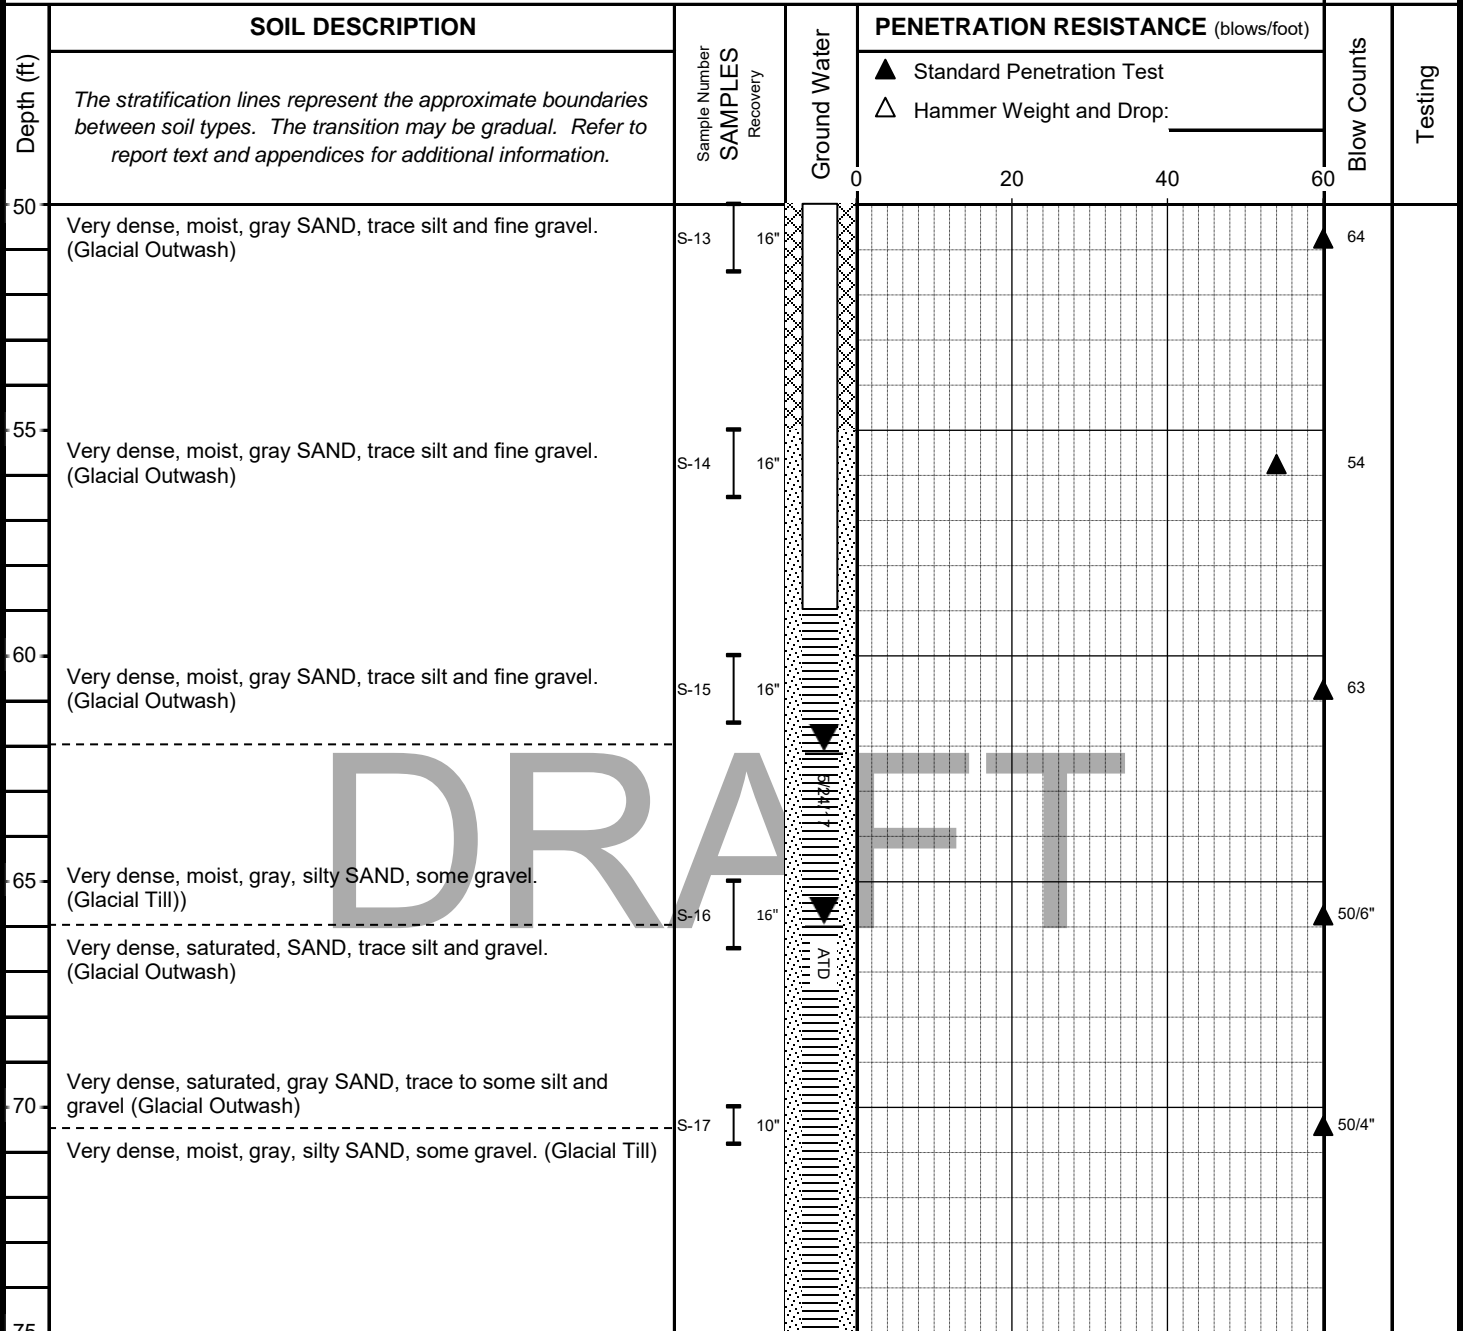 SOIL DESCRIPTION
The stratification lines represent the approximate boundaries
between soil types. The transition may be gradual. Refer to
report text and appendices for additional information.
Depth (ft)
Sample Number
SAMPLES
Recovery
Ground Water
PENETRATION RESISTANCE (blows/foot)
▲ Standard Penetration Test
△ Hammer Weight and Drop:
0 20 40 60
Blow Counts
Testing
50
Very dense, moist, gray SAND, trace silt and fine gravel.
(Glacial Outwash)
S-13 16" 64
55
Very dense, moist, gray SAND, trace silt and fine gravel.
(Glacial Outwash)
S-14 16" 54
60
Very dense, moist, gray SAND, trace silt and fine gravel.
(Glacial Outwash)
S-15 16" 63
DRAFT
65
Very dense, moist, gray, silty SAND, some gravel.
(Glacial Till))
S-16 16" 50/6"
Very dense, saturated, SAND, trace silt and gravel.
(Glacial Outwash)
ATD
Very dense, saturated, gray SAND, trace to some silt and
gravel (Glacial Outwash)
70
S-17 10" 50/4"
Very dense, moist, gray, silty SAND, some gravel. (Glacial Till)
75